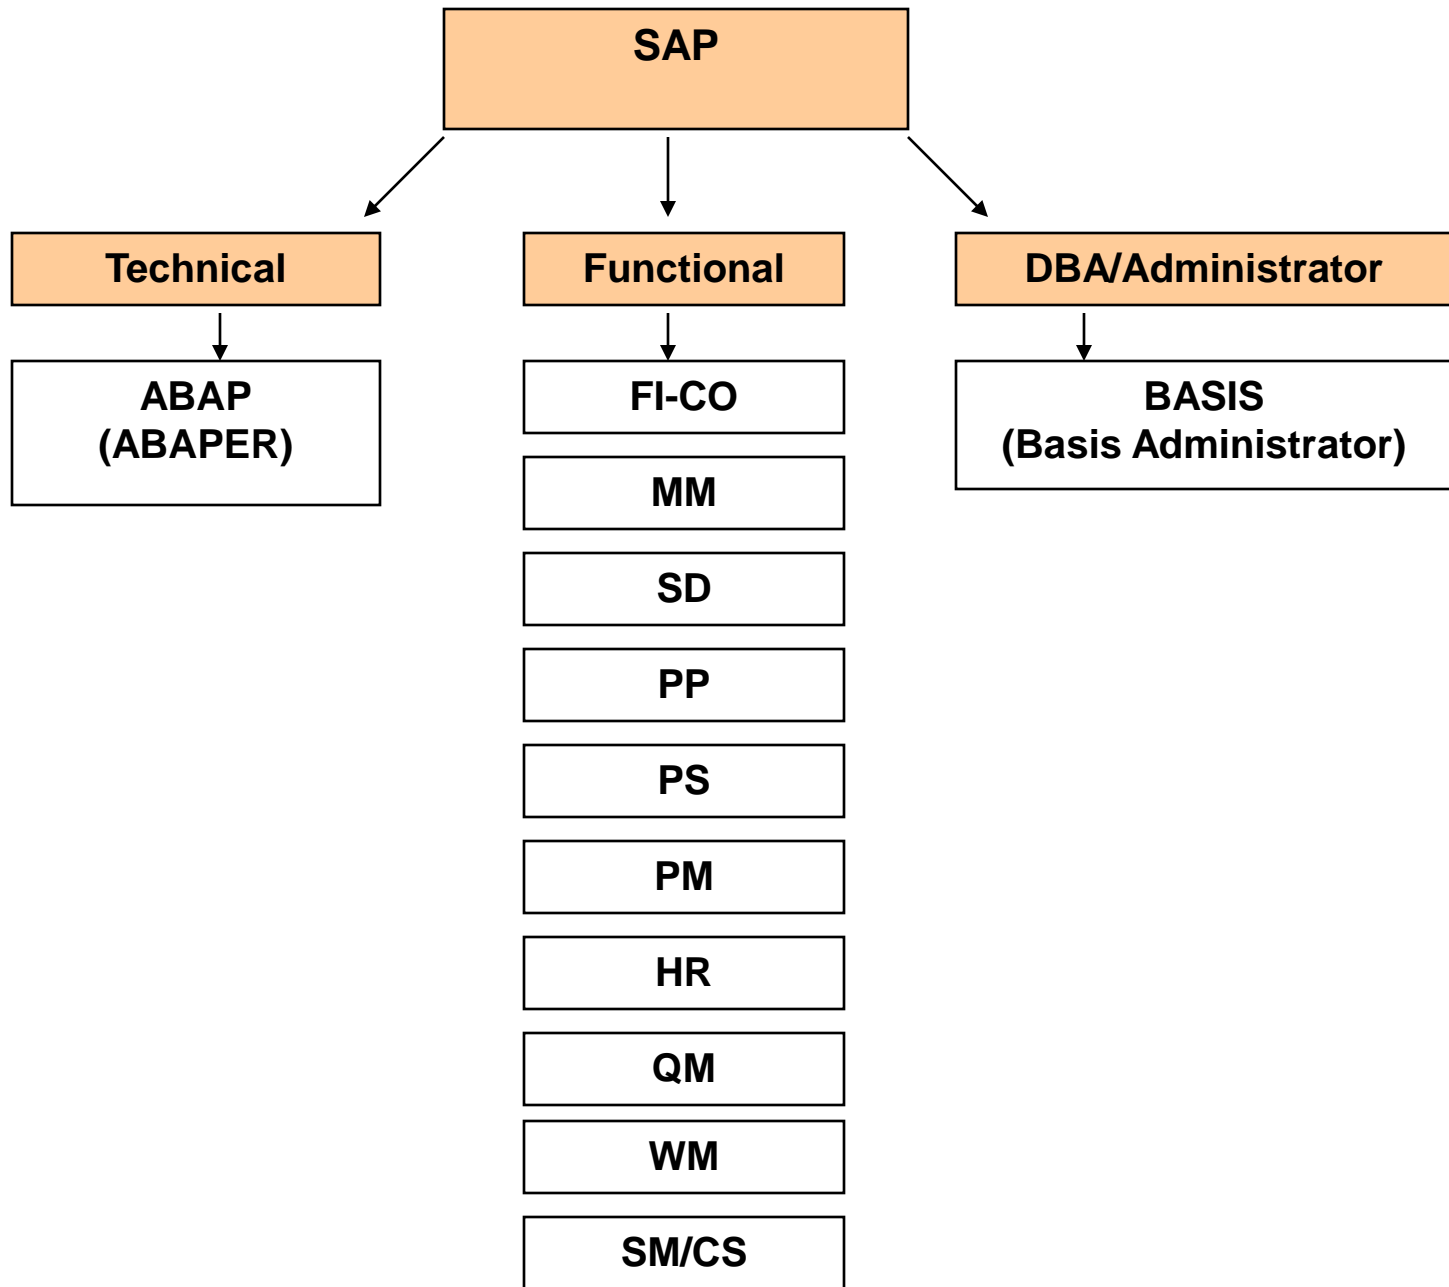 SAP
Technical
Functional
DBA/Administrator
ABAP
(ABAPER)
FI-CO
BASIS
(Basis Administrator)
MM
SD
PP
PS
PM
HR
QM
WM
SM/CS